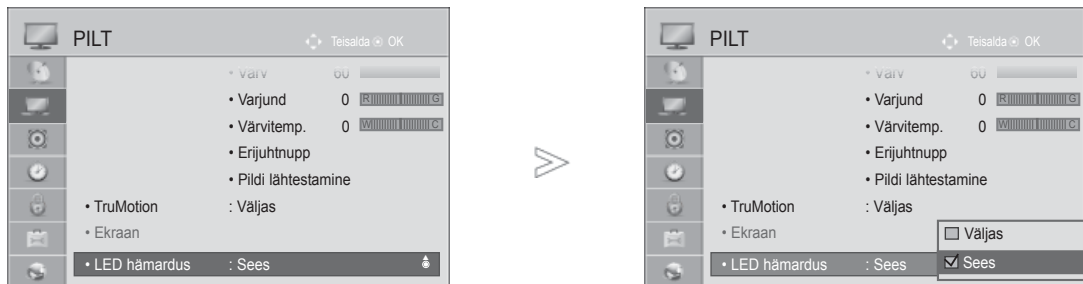 PILT Teisalda OK
• Värv 60
• Varjund 0 R G
• Värvitemp. 0 W C
• Erijuhtnupp
• Pildi lähtestamine
• TruMotion : Väljas
• Ekraan
• LED hämardus : Sees
PILT Teisalda OK
• Värv 60
• Varjund 0 R G
• Värvitemp. 0 W C
• Erijuhtnupp
• Pildi lähtestamine
• TruMotion : Väljas
• Ekraan
• LED hämardus : Sees
Väljas
Sees